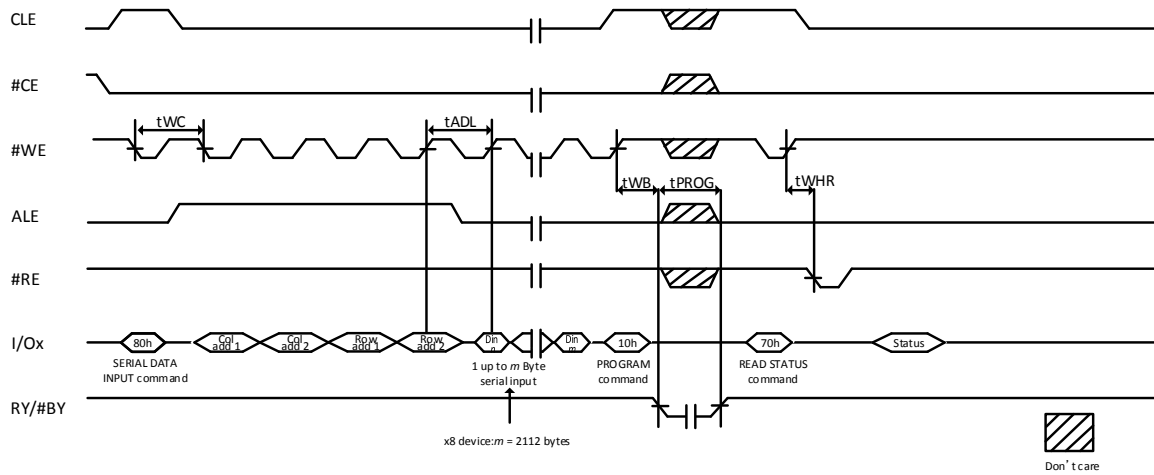 CLE
#CE
tWC
tADL
#WE
tWB
tPROG
tWHR
ALE
#RE
I/Ox
80h
Col add 1
Col add 2
Row add 1
Row add 2
Din n
Din m
10h
70h
Status
SERIAL DATA
INPUT command
1 up to m Byte
serial input
PROGRAM
command
READ STATUS
command
RY/#BY
x8 device:m = 2112 bytes
Don't care